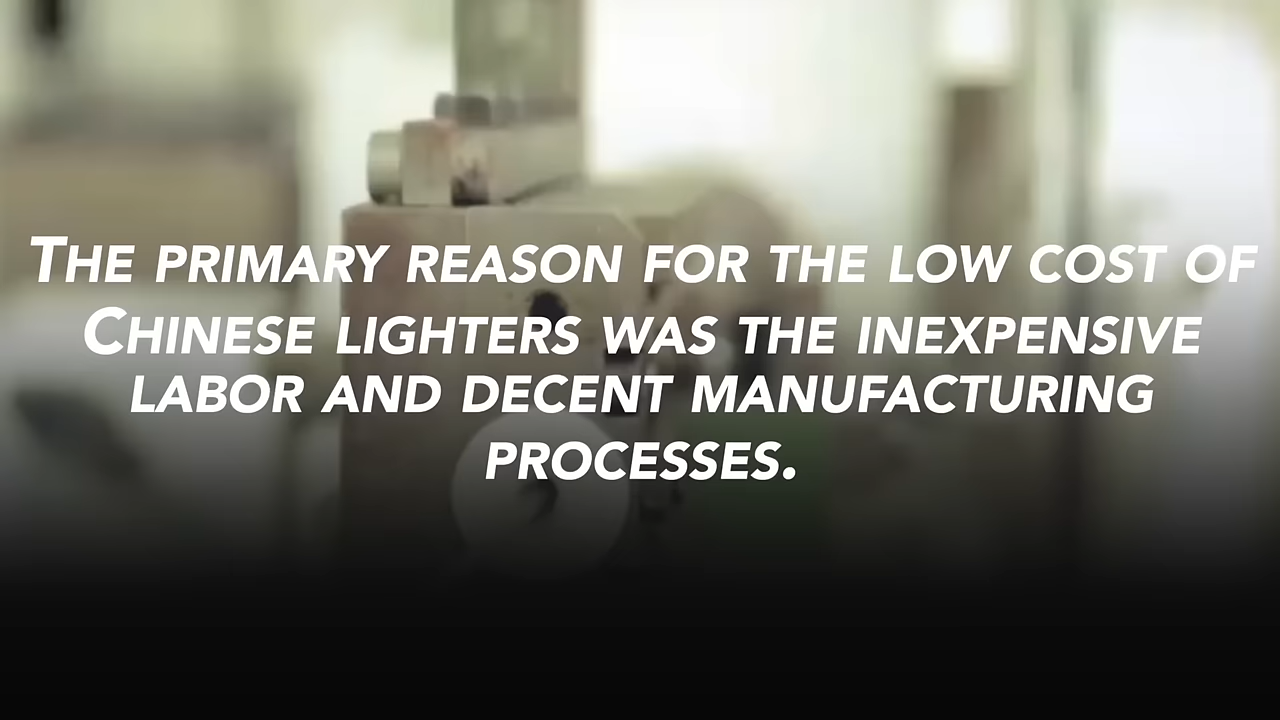 The primary reason for the low cost of
Chinese lighters was the inexpensive
labor and decent manufacturing
processes.